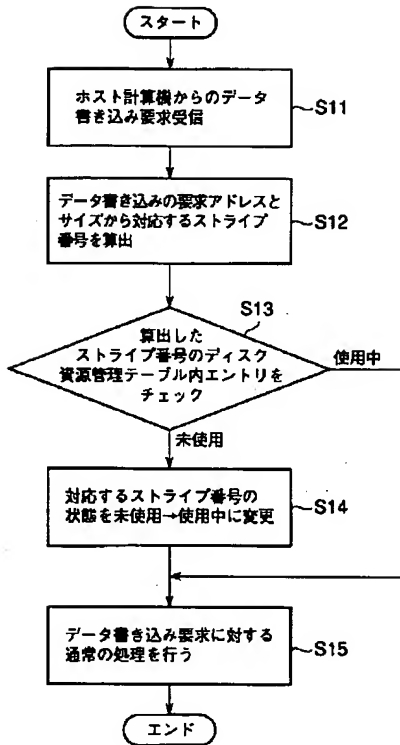 スタート
ホスト計算機からのデータ
書き込み要求受信
S11
データ書き込みの要求アドレスと
サイズから対応するストライプ
番号を算出
S12
S13
算出した
ストライプ番号のディスク
資源管理テーブル内エントリを
チェック
使用中
未使用
対応するストライプ番号の
状態を未使用→使用中に変更
S14
データ書き込み要求に対する
通常の処理を行う
S15
エンド